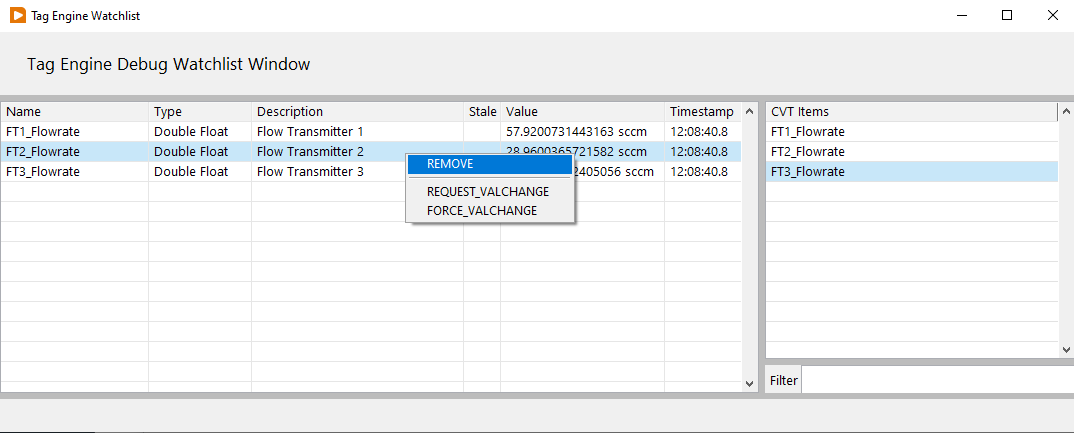 Tag Engine Watchlist
Tag Engine Debug Watchlist Window
Name Type Description Stale Value Timestamp
FT1_Flowrate Double Float Flow Transmitter 1 57.9200731443163 sccm 12:08:40.8
FT2_Flowrate Double Float Flow Transmitter 2 28.9600365721582 sccm 12:08:40.8
FT3_Flowrate Double Float Flow Transmitter 3 2405056 sccm 12:08:40.8
REMOVE
REQUEST_VALCHANGE
FORCE_VALCHANGE
CVT Items
FT1_Flowrate
FT2_Flowrate
FT3_Flowrate
Filter